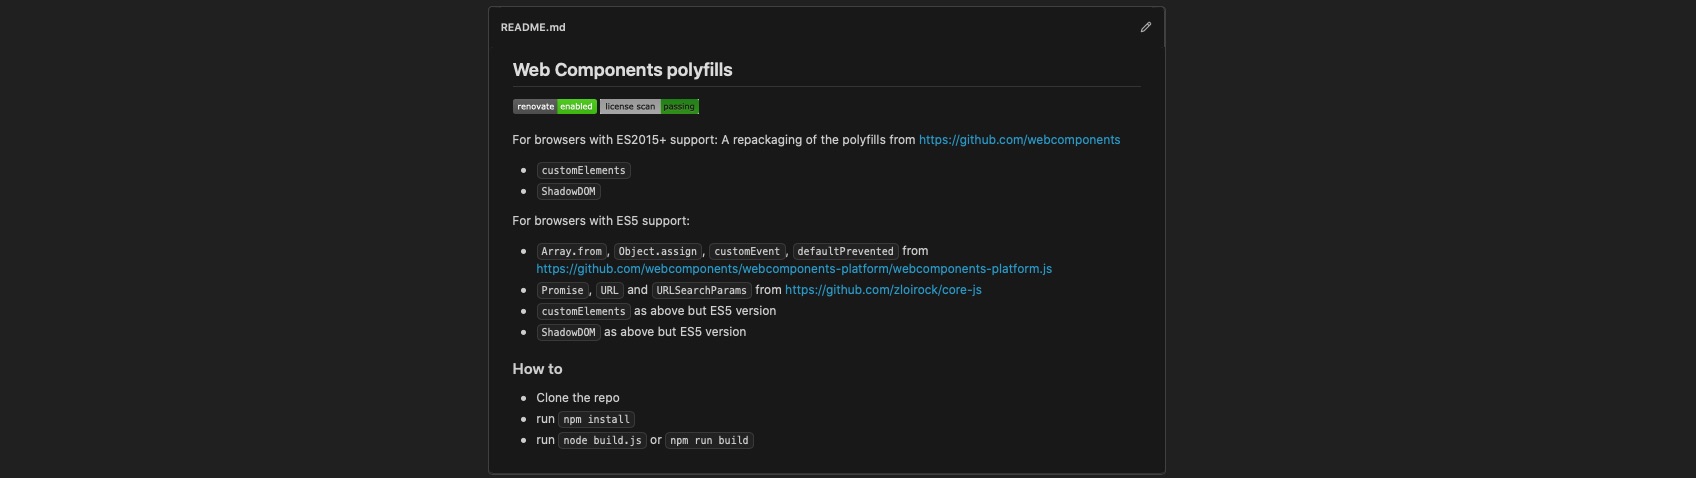 README.md
Web Components polyfills
renovate enabled license scan passing
For browsers with ES2015+ support: A repackaging of the polyfills from https://github.com/webcomponents
customElements
ShadowDOM
For browsers with ES5 support:
Array.from, Object.assign, customEvent, defaultPrevented from
https://github.com/webcomponents/webcomponents-platform/webcomponents-platform.js
Promise, URL and URLSearchParams from https://github.com/zloirock/core-js
customElements as above but ES5 version
ShadowDOM as above but ES5 version
How to
Clone the repo
run npm install
run node build.js or npm run build